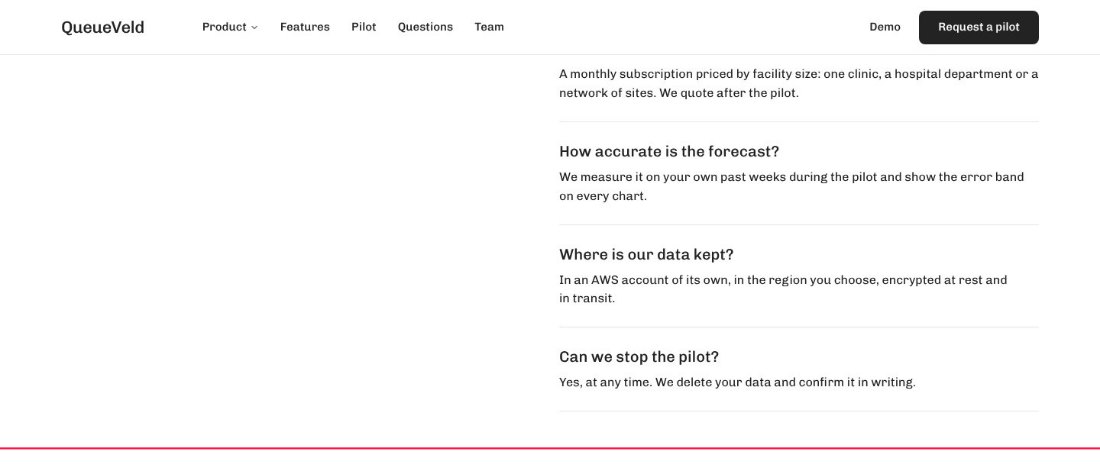 QueueVeld
Product
Features
Pilot
Questions
Team
Demo
Request a pilot
A monthly subscription priced by facility size: one clinic, a hospital department or a
network of sites. We quote after the pilot.
How accurate is the forecast?
We measure it on your own past weeks during the pilot and show the error band
on every chart.
Where is our data kept?
In an AWS account of its own, in the region you choose, encrypted at rest and
in transit.
Can we stop the pilot?
Yes, at any time. We delete your data and confirm it in writing.